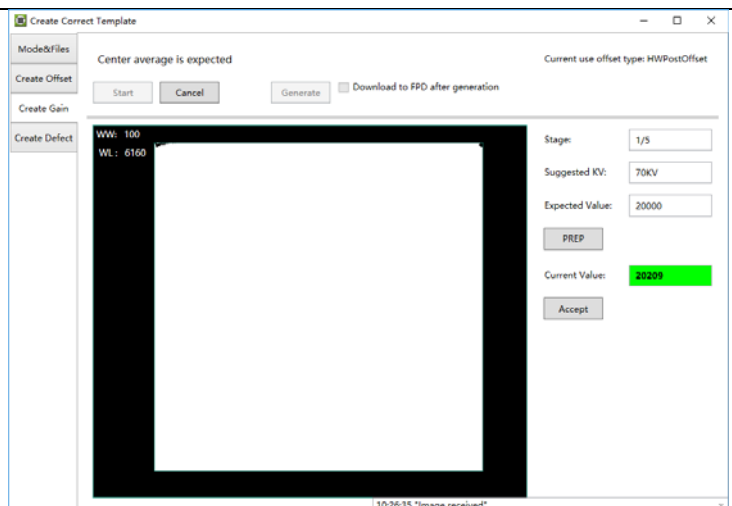 Create Correct Template
Mode&Files
Create Offset
Create Gain
Create Defect
Center average is expected
Current use offset type: HWPostOffset
Start
Cancel
Generate
Download to FPD after generation
WW: 100
WL: 6160
Stage:
1/5
Suggested KV:
70KV
Expected Value:
20000
PREP
Current Value:
20209
Accept
10:26:35 "Image received"